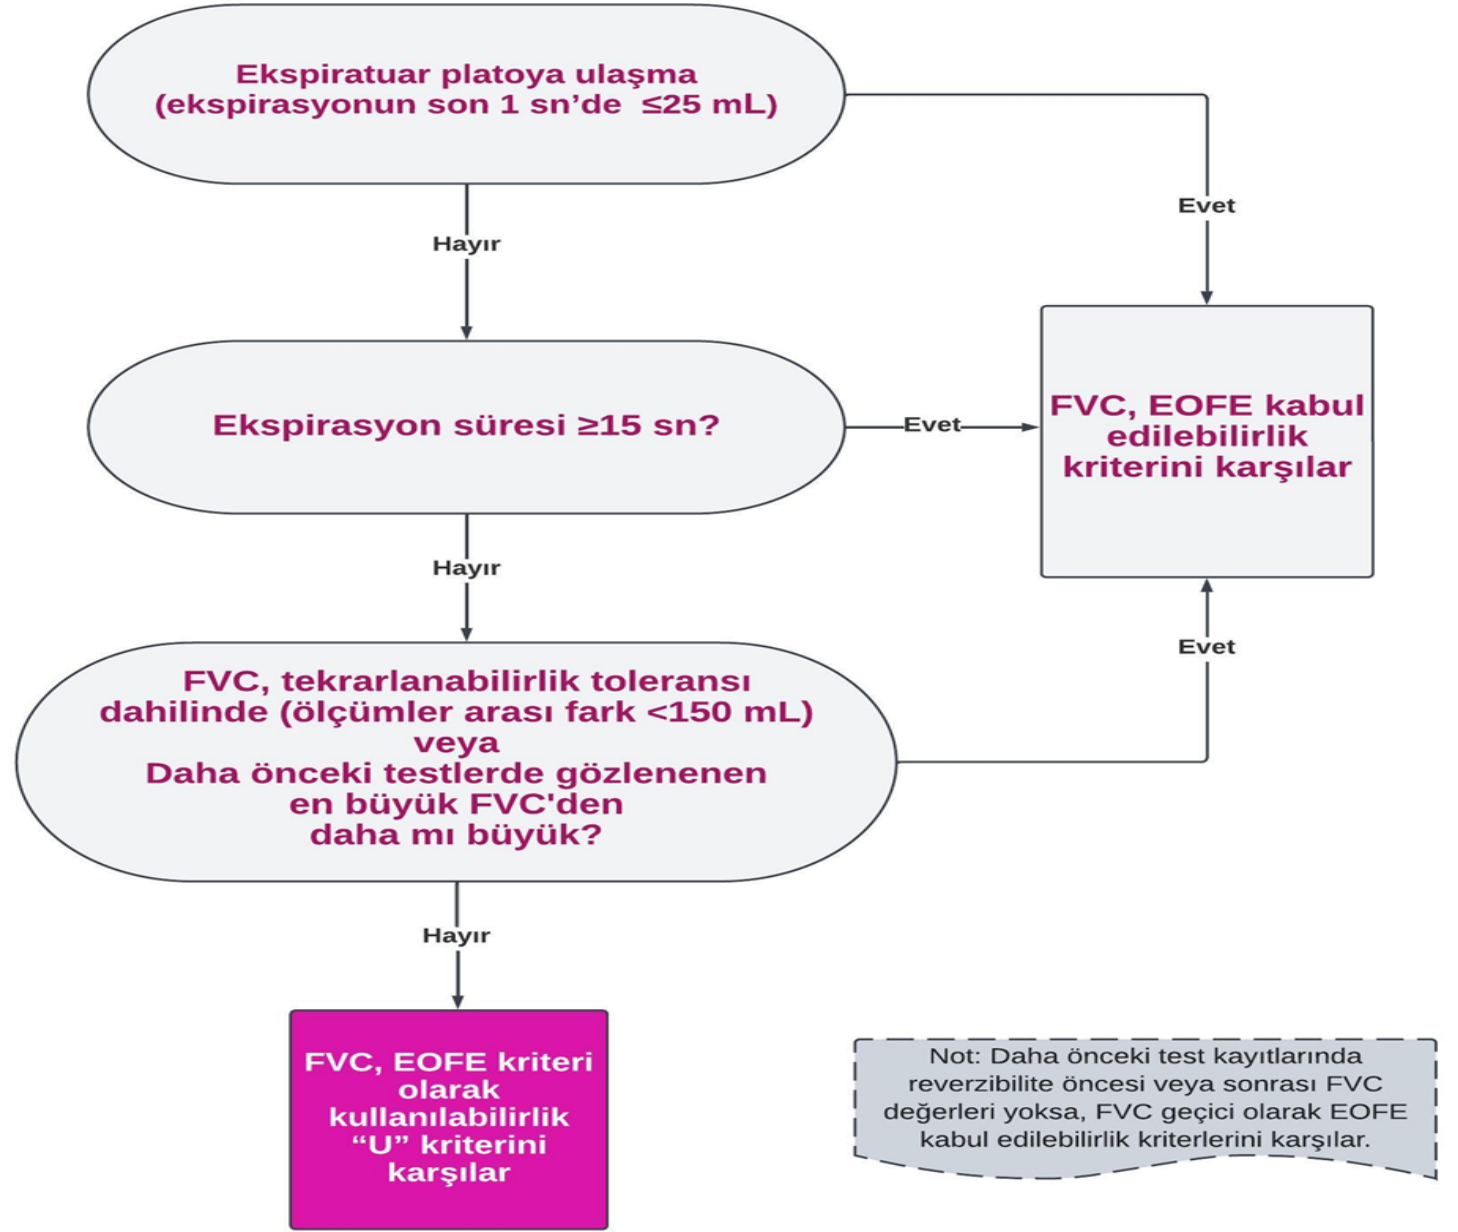 Ekspiratuar platoya ulaşma
(ekspirasyonun son 1 sn’de ≤25 mL)
Evet
Hayır
Ekspirasyon süresi ≥15 sn?
Evet
FVC, EOFE kabul
edilebilirlik
kriterini karşılar
Hayır
Evet
FVC, tekrarlanabilirlik toleransı
dahilinde (ölçümler arası fark <150 mL)
veya
Daha önceki testlerde gözlenenen
en büyük FVC'den
daha mı büyük?
Hayır
FVC, EOFE kriteri
olarak
kullanılabilirlik
“U” kriterini
karşılar
Not: Daha önceki test kayıtlarında
reverzibilite öncesi veya sonrası FVC
değerleri yoksa, FVC geçici olarak EOFE
kabul edilebilirlik kriterlerini karşılar.